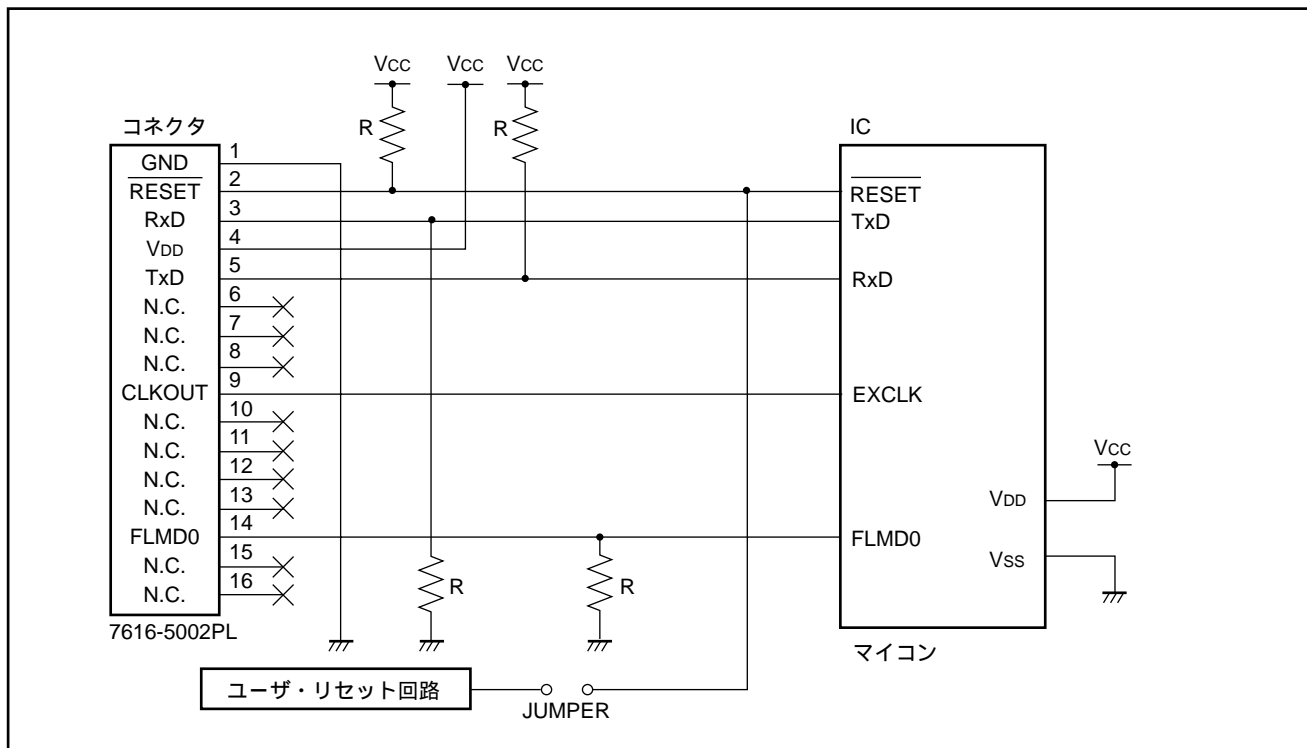 VCC VCC VCC
R R
コネクタ
IC
GND 1
RESET 2
RxD 3
VDD 4
TxD 5
N.C. 6
N.C. 7
N.C. 8
CLKOUT 9
N.C. 10
N.C. 11
N.C. 12
N.C. 13
FLMD0 14
N.C. 15
N.C. 16
7616-5002PL
R R
RESET
TxD
RxD
EXCLK
FLMD0
VDD
VSS
VCC
マイコン
ユーザ・リセット回路
JUMPER